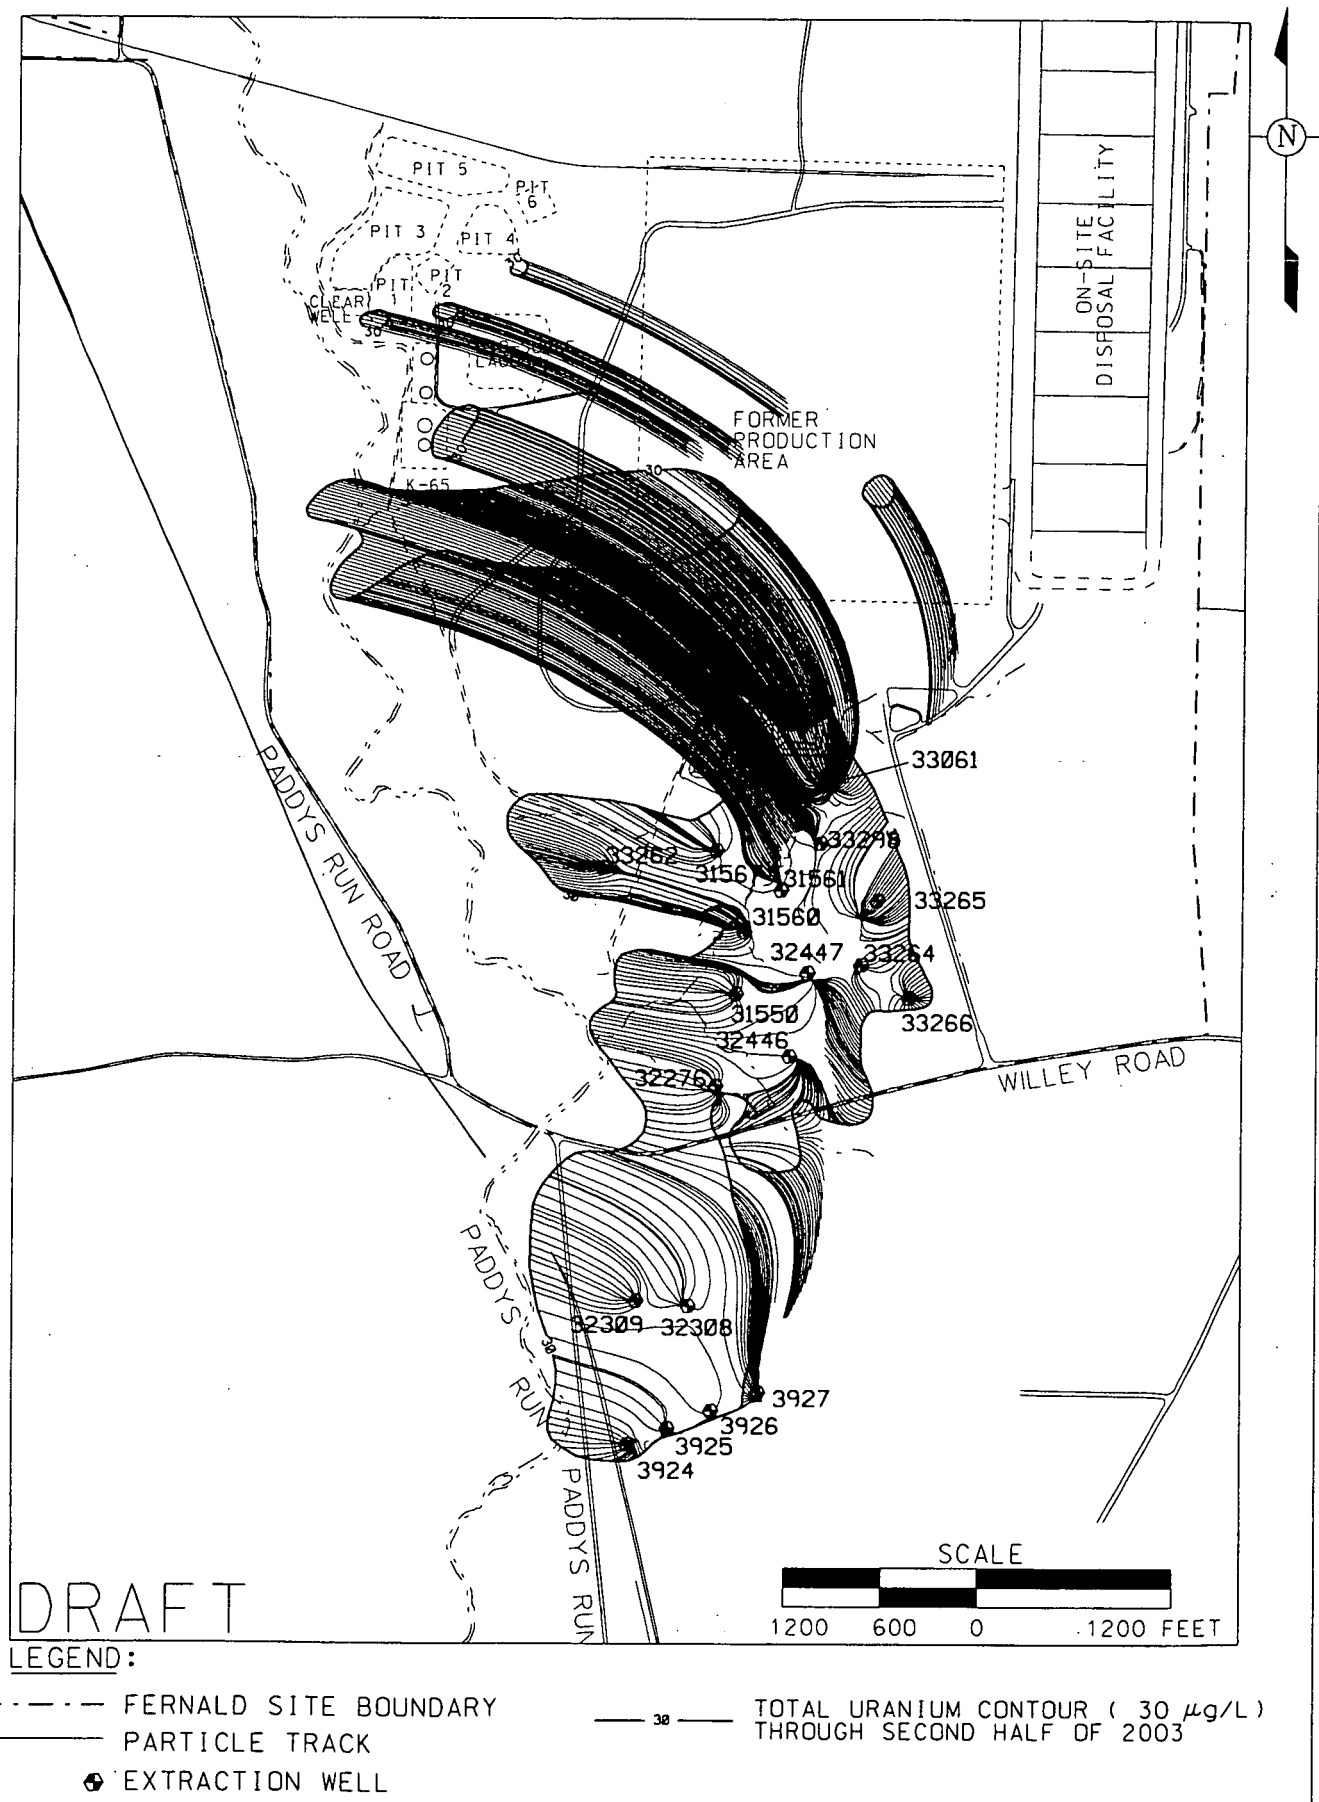 N
PIT 5
PIT
6
PIT 3
PIT 4
30
PIT
1
PIT
2
CLEAR
WELL
30
30
ON-SITE
DISPOSAL FACILITY
FORMER
PRODUCTION
AREA
30
30
K-65
33061
33262
33298
31567
31561
33265
30
31560
32447
33264
31550
33266
32446
32276
WILLEY ROAD
PADDYS RUN ROAD
PADDYS RUN
32309
32308
30
3927
3926
3925
3924
PADDYS RUN
SCALE
1200 600 0 1200 FEET
DRAFT
LEGEND:
FERNALD SITE BOUNDARY
PARTICLE TRACK
EXTRACTION WELL
30
TOTAL URANIUM CONTOUR ( 30 µg/L)
THROUGH SECOND HALF OF 2003